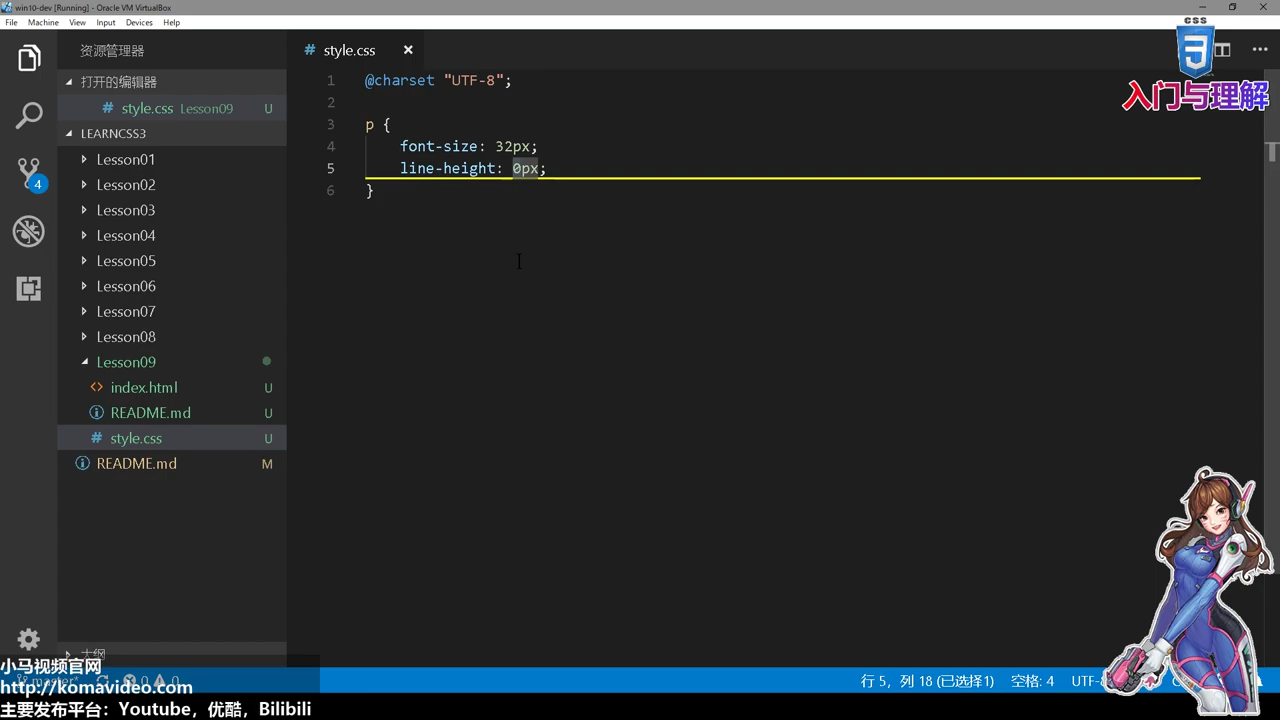 win10-dev [Running] - Oracle VM VirtualBox
File Machine View Input Devices Help
资源管理器
打开的编辑器
# style.css Lesson09 U
LEARNCSS3
Lesson01
Lesson02
Lesson03
Lesson04
Lesson05
Lesson06
Lesson07
Lesson08
Lesson09
<> index.html U
README.md U
# style.css U
README.md M
大纲
4
# style.css ×
1 @charset "UTF-8";
2
3 p {
4 font-size: 32px;
5 line-height: 0px;
6 }
CSS
3
入门与理解
小马视频官网
master*
0 0
http://komavideo.com
主要发布平台：Youtube，优酷，Bilibili
行 5，列 18 (已选择1) 空格: 4